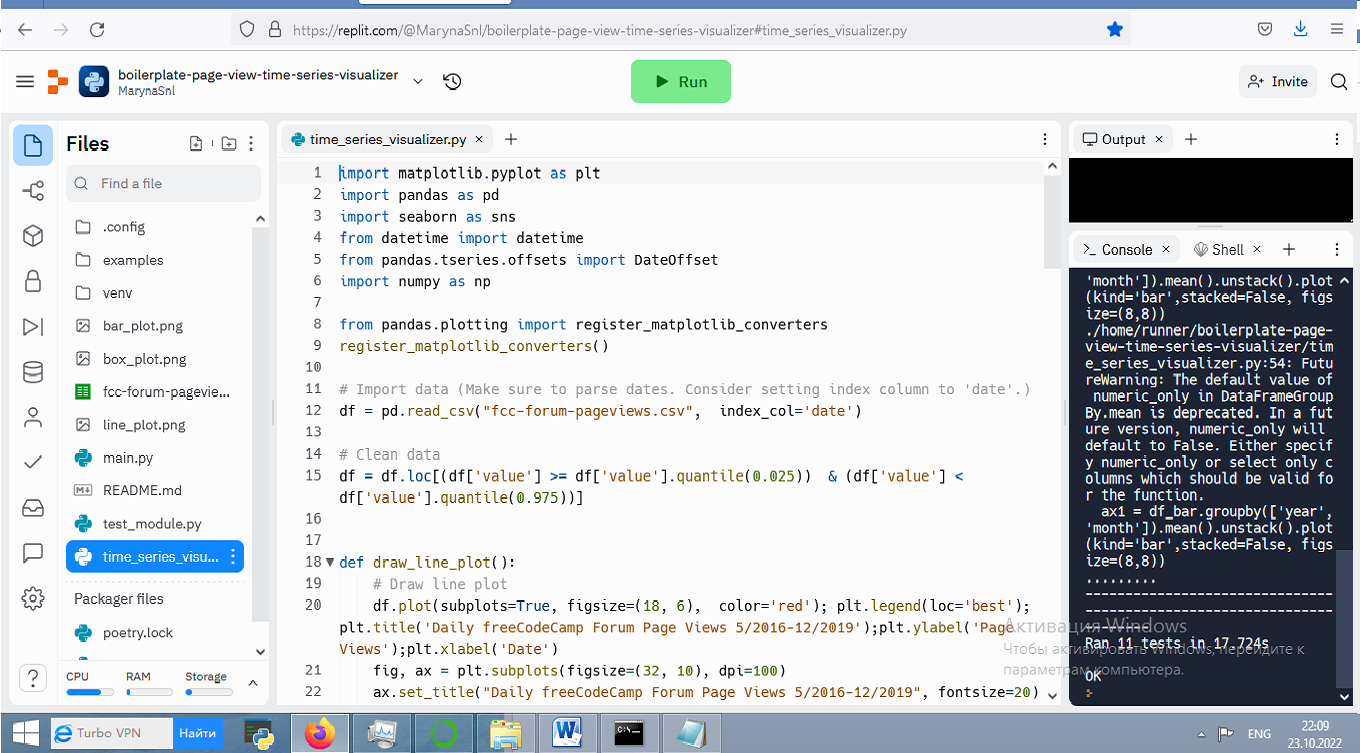 https://replit.com/@MarynaSnl/boilerplate-page-view-time-series-visualizer#time_series_visualizer.py
boilerplate-page-view-time-series-visualizer
MarynaSnl
Run
Invite
Files
Find a file
.config
examples
venv
bar_plot.png
box_plot.png
fcc-forum-pagevie...
line_plot.png
main.py
README.md
test_module.py
time_series_visu...
Packager files
poetry.lock
CPU RAM Storage
time_series_visualizer.py
1 import matplotlib.pyplot as plt
2 import pandas as pd
3 import seaborn as sns
4 from datetime import datetime
5 from pandas.tseries.offsets import DateOffset
6 import numpy as np
7
8 from pandas.plotting import register_matplotlib_converters
9 register_matplotlib_converters()
10
11 # Import data (Make sure to parse dates. Consider setting index column to 'date'.)
12 df = pd.read_csv("fcc-forum-pageviews.csv",  index_col='date')
13
14 # Clean data
15 df = df.loc[(df['value'] >= df['value'].quantile(0.025))  & (df['value'] <
df['value'].quantile(0.975))]
16
17
18 def draw_line_plot():
19     # Draw line plot
20     df.plot(subplots=True, figsize=(18, 6),  color='red'); plt.legend(loc='best');
plt.title('Daily freeCodeCamp Forum Page Views 5/2016-12/2019');plt.ylabel('Page
Views');plt.xlabel('Date')
21     fig, ax = plt.subplots(figsize=(32, 10), dpi=100)
22     ax.set_title("Daily freeCodeCamp Forum Page Views 5/2016-12/2019", fontsize=20)
Output
Console
Shell
'month']).mean().unstack().plot
(kind='bar',stacked=False, figs
ize=(8,8))
./home/runner/boilerplate-page-
view-time-series-visualizer/tim
e_series_visualizer.py:54: Futu
reWarning: The default value of
numeric_only in DataFrameGroup
By.mean is deprecated. In a fut
ure version, numeric_only will
default to False. Either specif
y numeric_only or select only c
olumns which should be valid fo
r the function.
ax1 = df_bar.groupby(['year',
'month']).mean().unstack().plot
(kind='bar',stacked=False, figs
ize=(8,8))
.........
-------------------------------
-------------------------------
--------
Ran 11 tests in 17.724s
OK
Активация Windows
Чтобы активировать Windows, перейдите к
параметрам компьютера.
Turbo VPN
Найти
ENG
22:09
23.10.2022